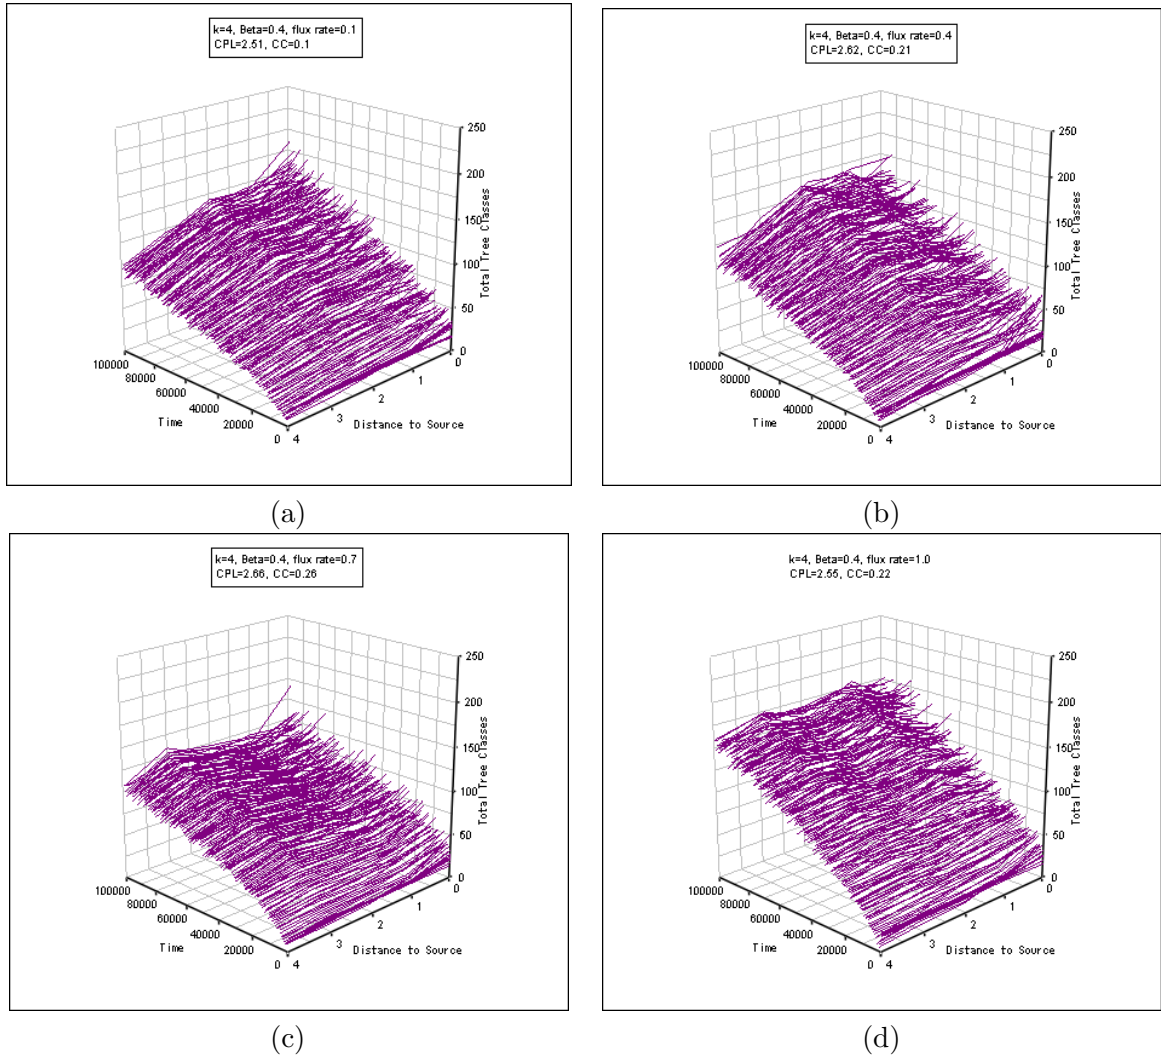 k=4, Beta=0.4, flux rate=0.1
CPL=2.51, CC=0.1
250
200
150
100
50
0
Total Tree Classes
100000
80000
60000
40000
20000
0
Time
4
3
2
1
0
Distance to Source
(a)
k=4, Beta=0.4, flux rate=0.4
CPL=2.62, CC=0.21
250
200
150
100
50
0
Total Tree Classes
100000
80000
60000
40000
20000
0
Time
4
3
2
1
0
Distance to Source
(b)
k=4, Beta=0.4, flux rate=0.7
CPL=2.66, CC=0.26
250
200
150
100
50
0
Total Tree Classes
100000
80000
60000
40000
20000
0
Time
4
3
2
1
0
Distance to Source
(c)
k=4, Beta=0.4, flux rate=1.0
CPL=2.55, CC=0.22
250
200
150
100
50
0
Total Tree Classes
100000
80000
60000
40000
20000
0
Time
4
3
2
1
0
Distance to Source
(d)